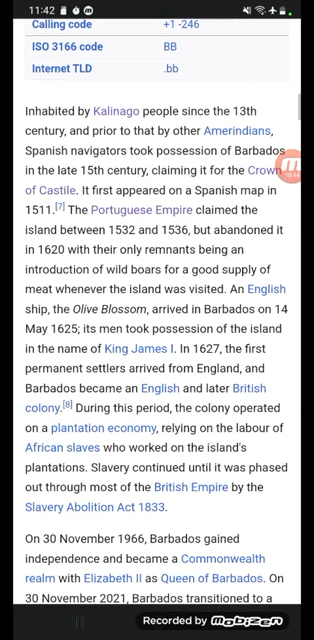 11:42
Calling code +1 -246
ISO 3166 code BB
Internet TLD .bb
Inhabited by Kalinago people since the 13th
century, and prior to that by other Amerindians,
Spanish navigators took possession of Barbados
in the late 15th century, claiming it for the Crown
of Castile. It first appeared on a Spanish map in
1511.[7] The Portuguese Empire claimed the
island between 1532 and 1536, but abandoned it
in 1620 with their only remnants being an
introduction of wild boars for a good supply of
meat whenever the island was visited. An English
ship, the Olive Blossom, arrived in Barbados on 14
May 1625; its men took possession of the island
in the name of King James I. In 1627, the first
permanent settlers arrived from England, and
Barbados became an English and later British
colony.[8] During this period, the colony operated
on a plantation economy, relying on the labour of
African slaves who worked on the island's
plantations. Slavery continued until it was phased
out through most of the British Empire by the
Slavery Abolition Act 1833.
On 30 November 1966, Barbados gained
independence and became a Commonwealth
realm with Elizabeth II as Queen of Barbados. On
30 November 2021, Barbados transitioned to a
Recorded by Mobizen